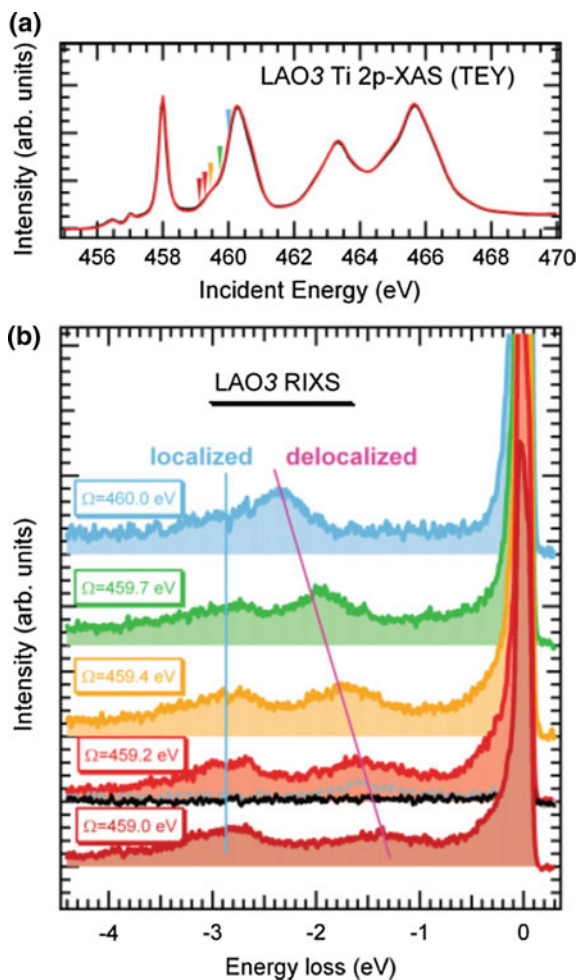 (a)
LAO3 Ti 2p-XAS (TEY)
Intensity (arb. units)
456 458 460 462 464 466 468 470
Incident Energy (eV)
(b)
LAO3 RIXS
localized delocalized
Ω=460.0 eV
Ω=459.7 eV
Ω=459.4 eV
Ω=459.2 eV
Ω=459.0 eV
Intensity (arb. units)
-4 -3 -2 -1 0
Energy loss (eV)